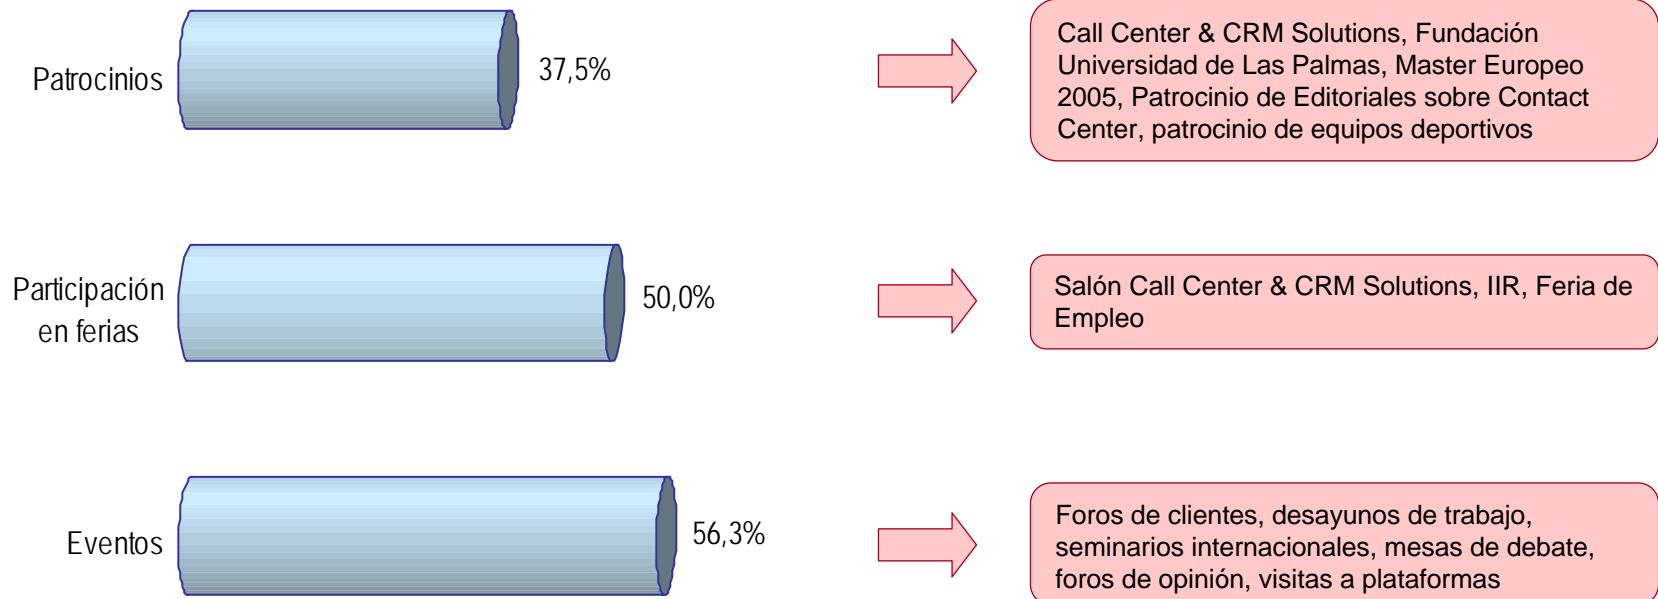 Patrocinios
37,5%
Call Center & CRM Solutions, Fundación
Universidad de Las Palmas, Master Europeo
2005, Patrocinio de Editoriales sobre Contact
Center, patrocinio de equipos deportivos
Participación
en ferias
50,0%
Salón Call Center & CRM Solutions, IIR, Feria de
Empleo
Eventos
56,3%
Foros de clientes, desayunos de trabajo,
seminarios internacionales, mesas de debate,
foros de opinión, visitas a plataformas